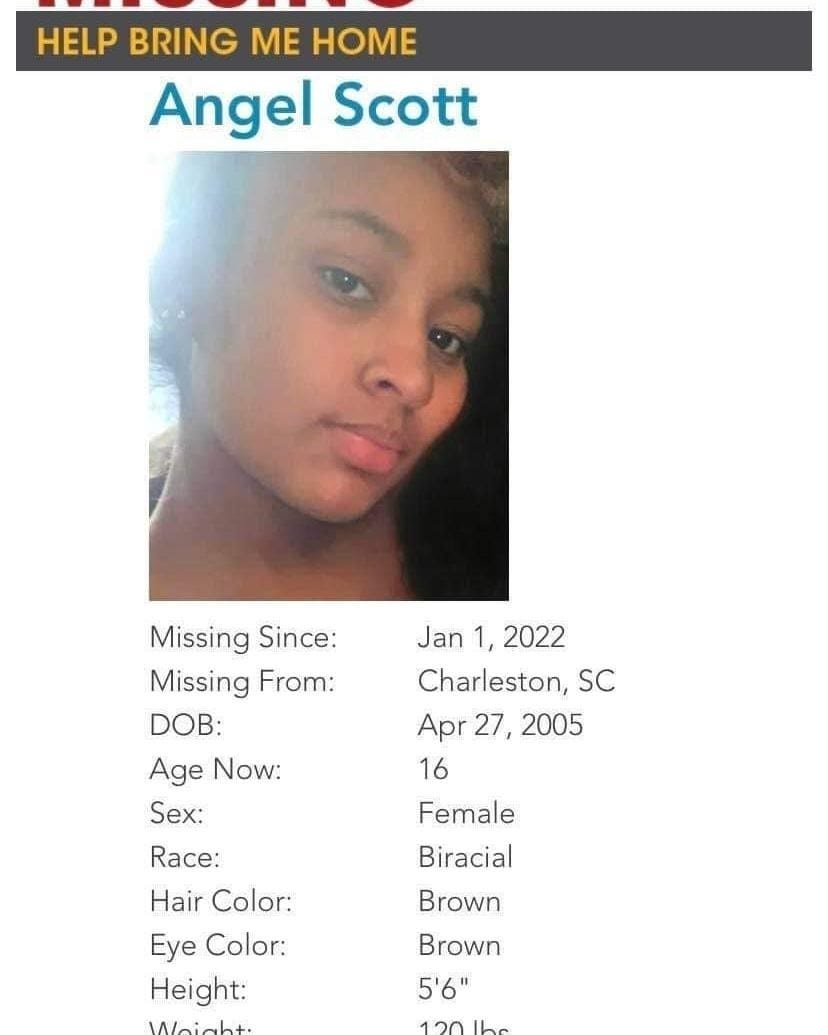 MISSING
HELP BRING ME HOME
Angel Scott
Missing Since: Jan 1, 2022
Missing From: Charleston, SC
DOB: Apr 27, 2005
Age Now: 16
Sex: Female
Race: Biracial
Hair Color: Brown
Eye Color: Brown
Height: 5'6"
Weight: 120 lbs